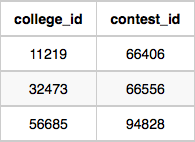 college_id contest_id
11219 66406
32473 66556
56685 94828